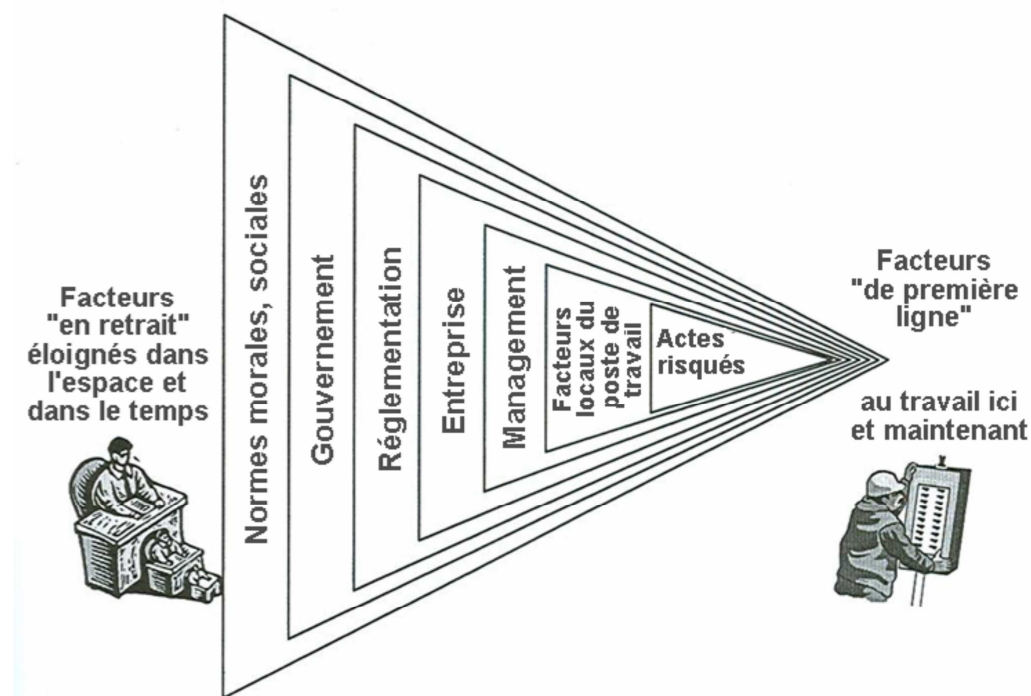 Facteurs
"en retrait"
éloignés dans
l'espace et
dans le temps
Normes morales, sociales
Gouvernement
Réglementation
Entreprise
Management
Facteurs
locaux du
poste de
travail
Actes
risqués
Facteurs
"de première
ligne"
au travail ici
et maintenant